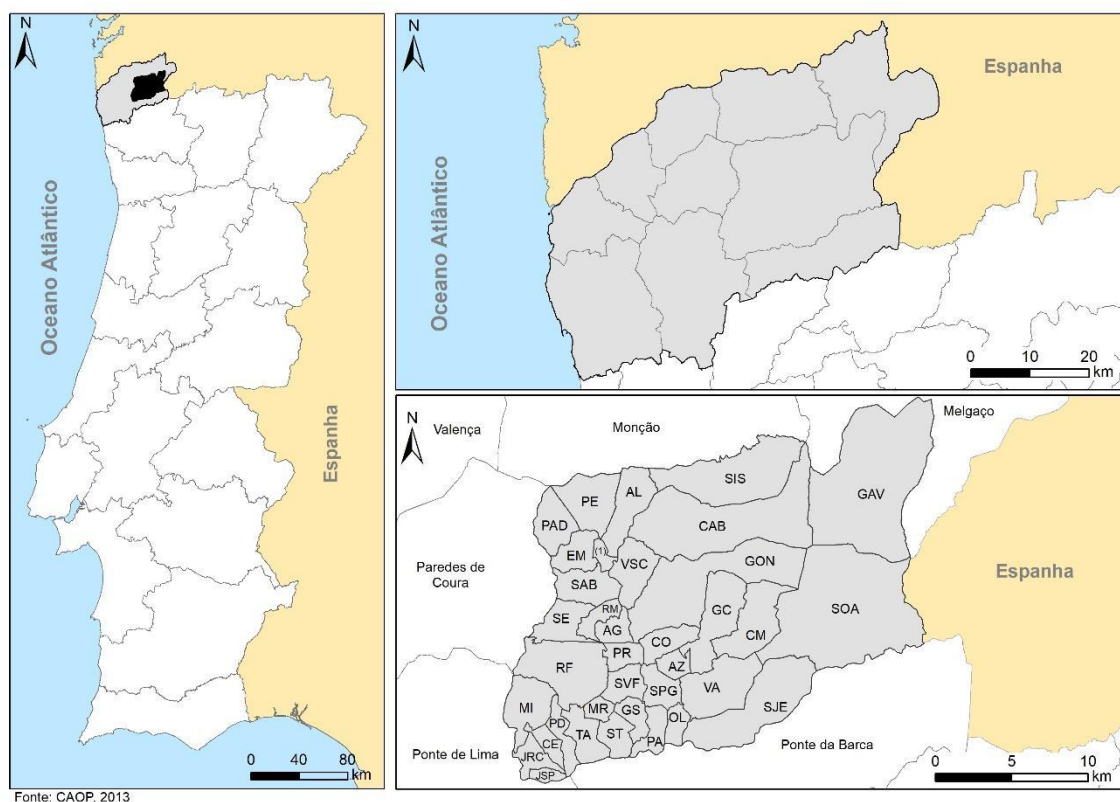 N
Oceano Atlântico
Espanha
0 40 80
km
Fonte: CAOP, 2013
N
Espanha
Oceano Atlântico
0 10 20
km
N
Valença
Monção
Melgaço
Paredes de
Coura
Espanha
Ponte de Lima
Ponte da Barca
SIS
GAV
PE
AL
PAD
CAB
EM
(1)
VSC
GON
SAB
SOA
RM
GC
SE
AG
CO
CM
PR
AZ
RF
SVF
SPG
VA
MI
MR
GS
OL
SJE
PD
TA
ST
PA
CE
JRC
JSP
0 5 10
km